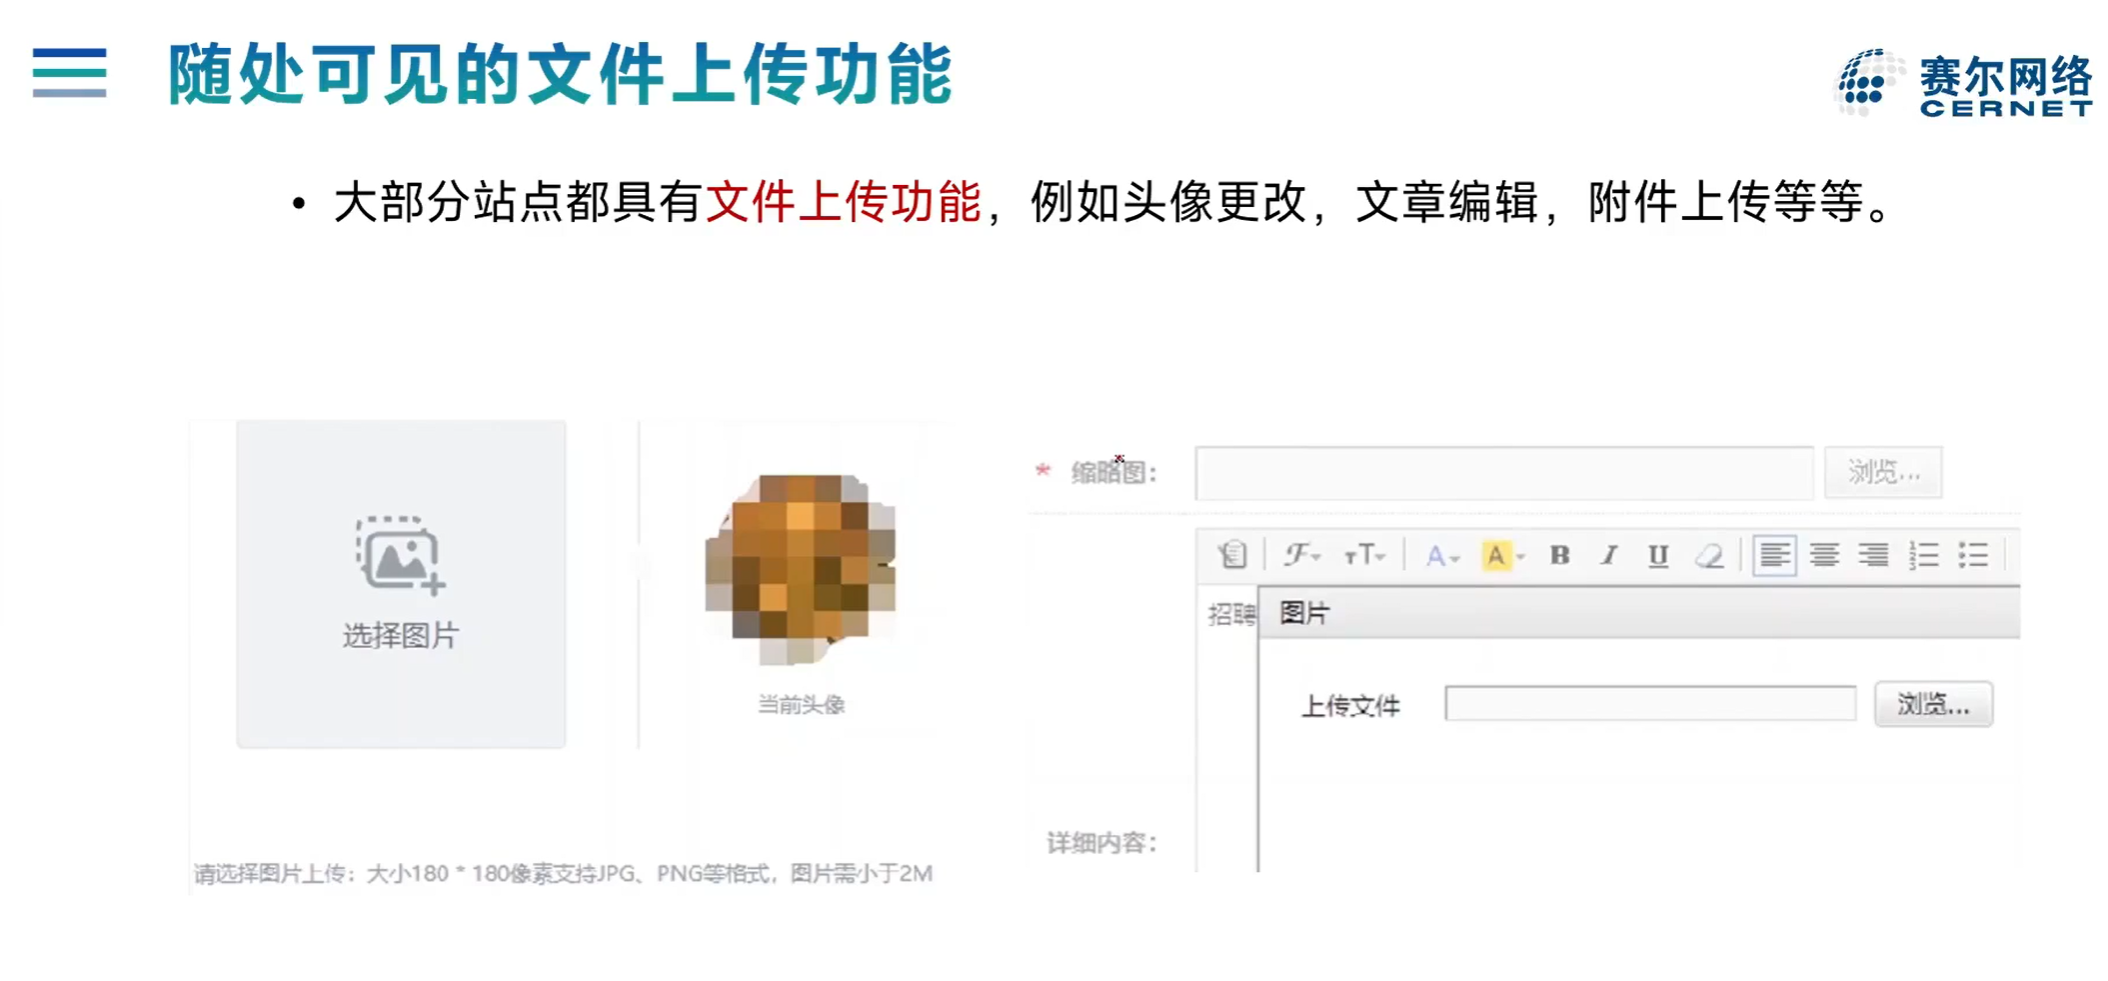 随处可见的文件上传功能
赛尔网络
CERNET
• 大部分站点都具有文件上传功能，例如头像更改，文章编辑，附件上传等等。
选择图片
当前头像
请选择图片上传：大小180 * 180像素支持JPG、PNG等格式，图片需小于2M
* 缩略图：
浏览...
招聘
图片
上传文件
浏览...
详细内容：